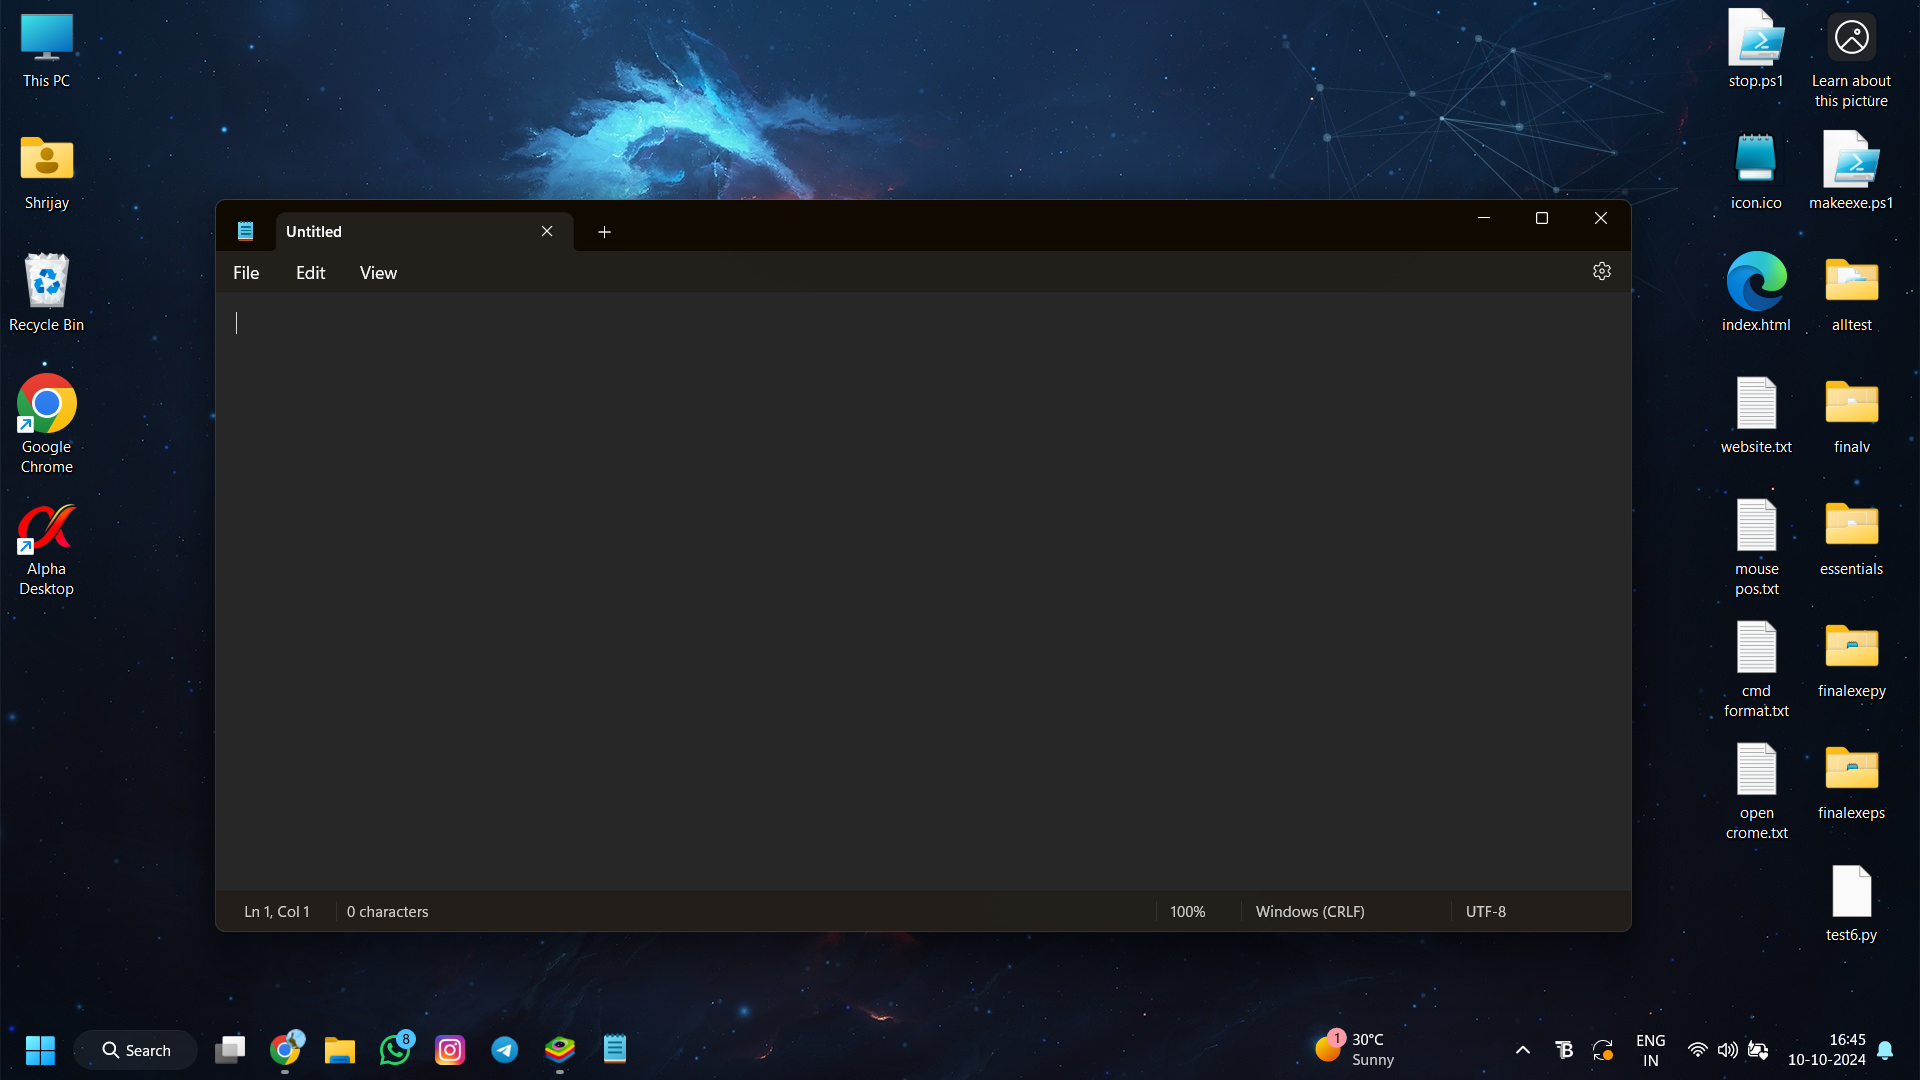 This PC
Shrijay
Recycle Bin
Google
Chrome
Alpha
Desktop
Untitled
File Edit View
Ln 1, Col 1 0 characters 100% Windows (CRLF) UTF-8
stop.ps1
Learn about
this picture
icon.ico
makeexe.ps1
index.html
alltest
website.txt
finalv
mouse
pos.txt
essentials
cmd
format.txt
finalexepy
open
crome.txt
finalexeps
test6.py
Search
8
1
30°C
Sunny
ENG
IN
16:45
10-10-2024